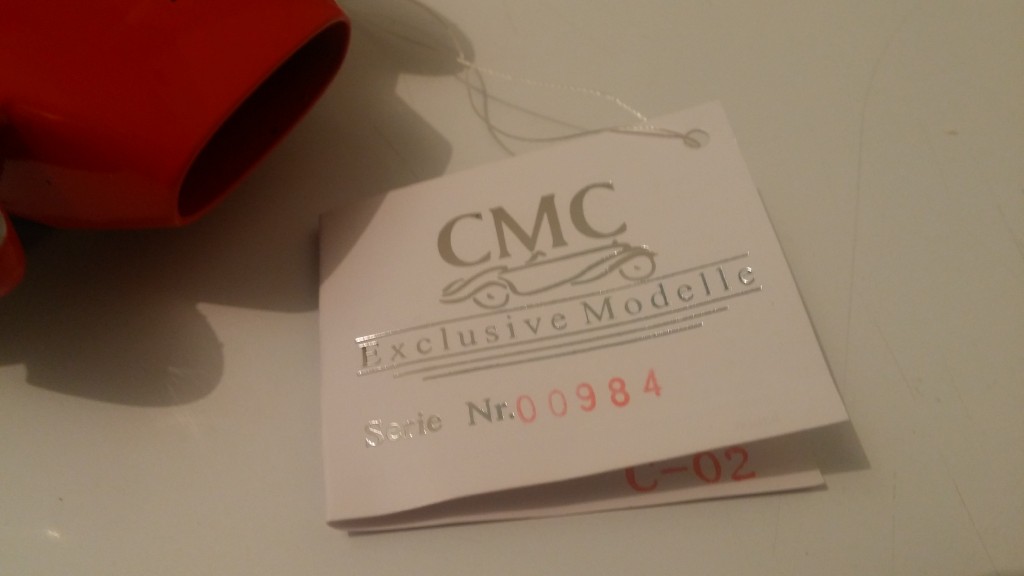 CMC
Exclusive Modelle
Serie Nr. 00984
C-02